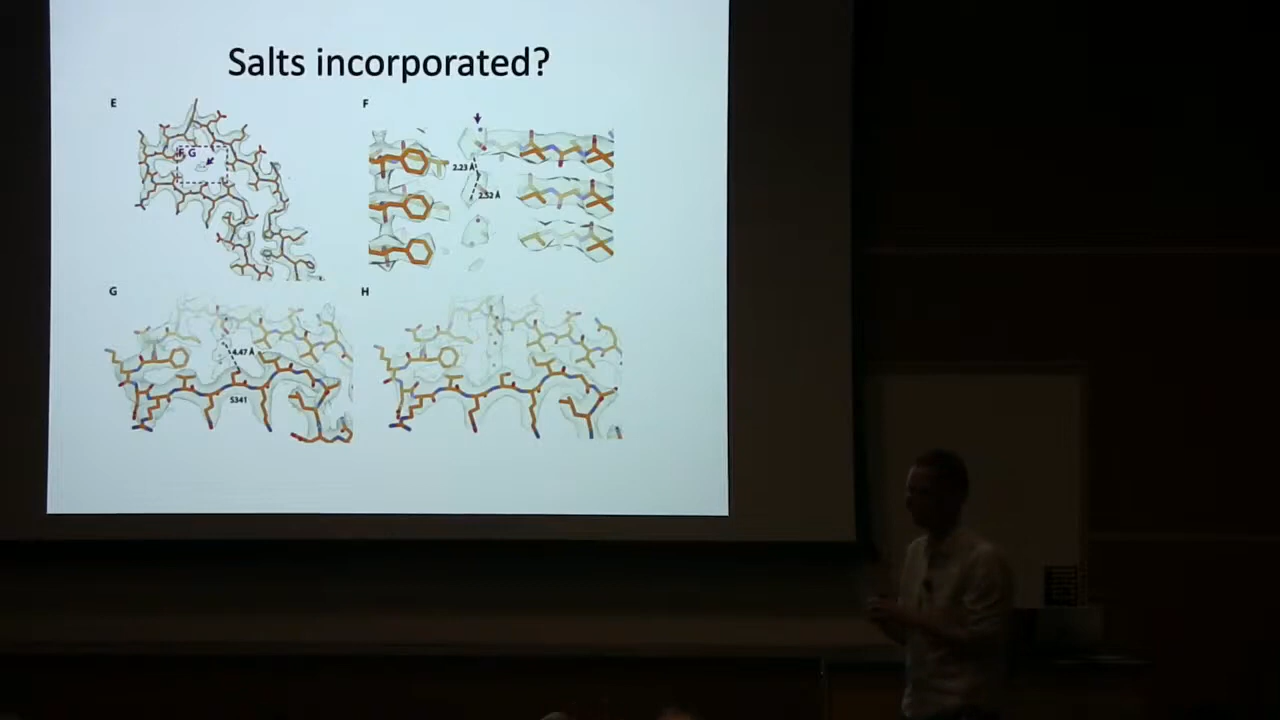 Salts incorporated?
E
F
F, G
2.23 Å
2.52 Å
G
H
4.47 Å
S341